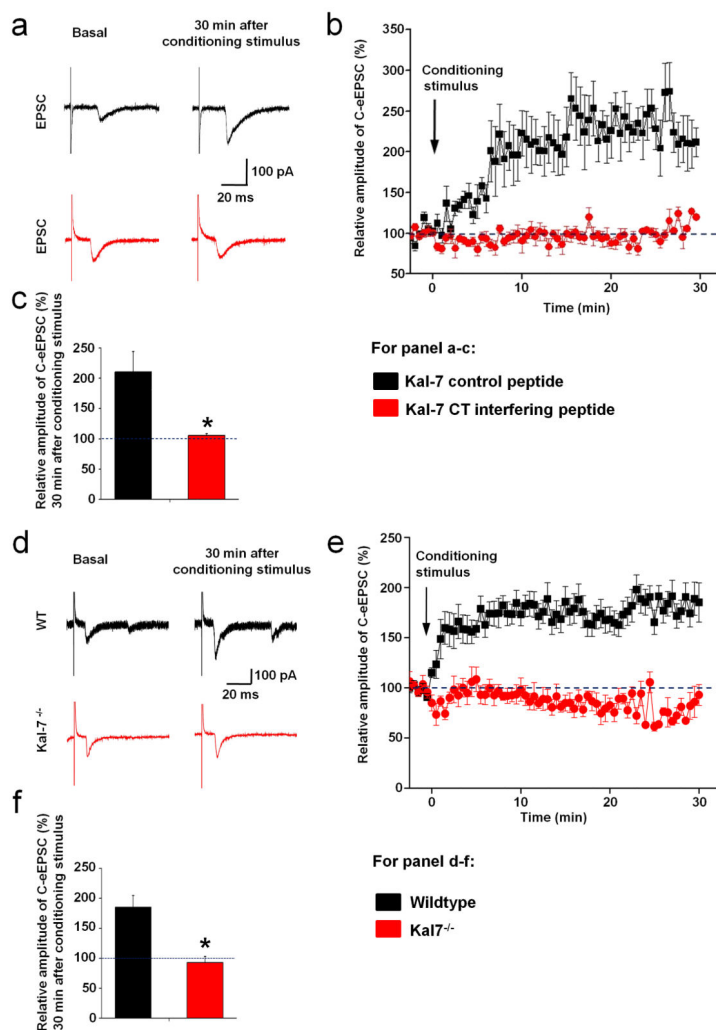 a
Basal
30 min after
conditioning stimulus
EPSC
100 pA
20 ms
EPSC
b
Relative amplitude of C-eEPSC (%)
350
300
250
200
150
100
50
Conditioning
stimulus
0
10
20
30
Time (min)
c
Relative amplitude of C-eEPSC (%)
30 min after conditioning stimulus
250
200
150
100
50
0
*
For panel a-c:
Kal-7 control peptide
Kal-7 CT interfering peptide
d
Basal
30 min after
conditioning stimulus
WT
100 pA
20 ms
Kal-7 -/-
e
Relative amplitude of C-eEPSC (%)
250
200
150
100
50
0
Conditioning
stimulus
0
10
20
30
Time (min)
f
Relative amplitude of C-eEPSC (%)
30 min after conditioning stimulus
250
200
150
100
50
0
*
For panel d-f:
Wildtype
Kal7-/-